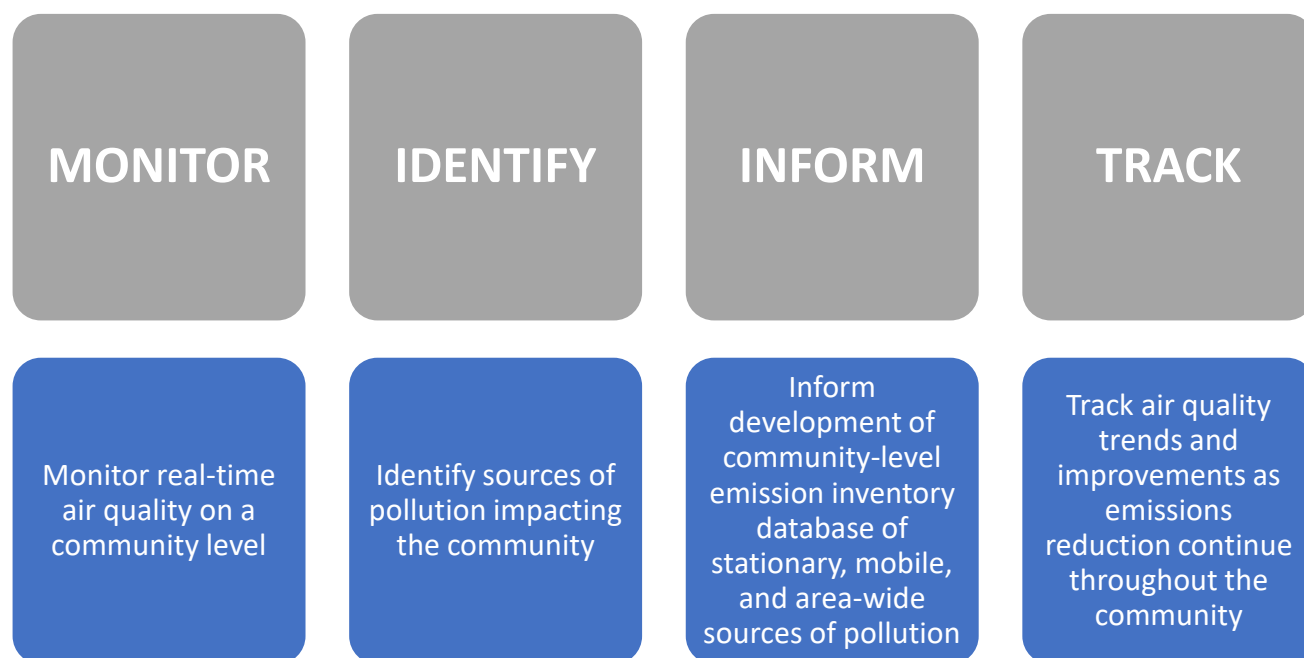 MONITOR
IDENTIFY
INFORM
TRACK
Monitor real-time
air quality on a
community level
Identify sources of
pollution impacting
the community
Inform
development of
community-level
emission inventory
database of
stationary, mobile,
and area-wide
sources of pollution
Track air quality
trends and
improvements as
emissions
reduction continue
throughout the
community